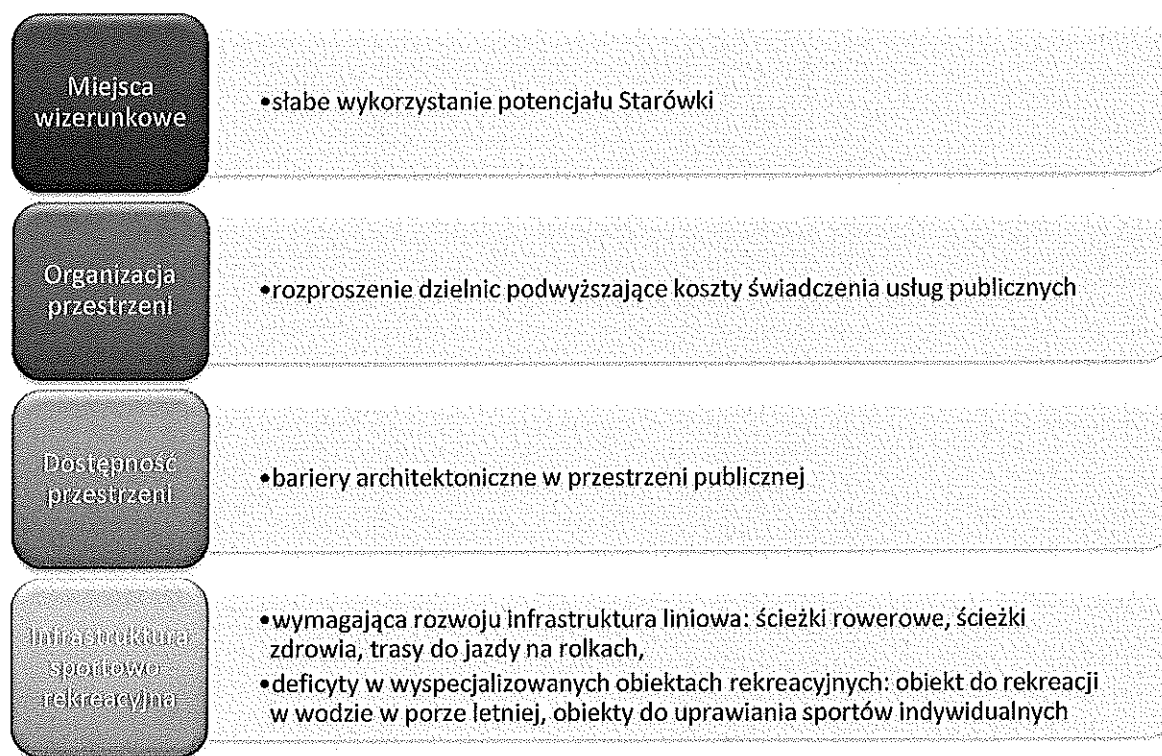 Miejsca
wizerunkowe
•słabe wykorzystanie potencjału Starówki
Organizacja
przestrzeni
•rozproszenie dzielnic podwyższające koszty świadczenia usług publicznych
Dostępność
przestrzeni
•bariery architektoniczne w przestrzeni publicznej
Infrastruktura
sportowo-
rekreacyjna
•wymagająca rozwoju infrastruktura liniowa: ścieżki rowerowe, ścieżki
zdrowia, trasy do jazdy na rolkach,
•deficyty w wyspecjalizowanych obiektach rekreacyjnych: obiekt do rekreacji
w wodzie w porze letniej, obiekty do uprawiania sportów indywidualnych